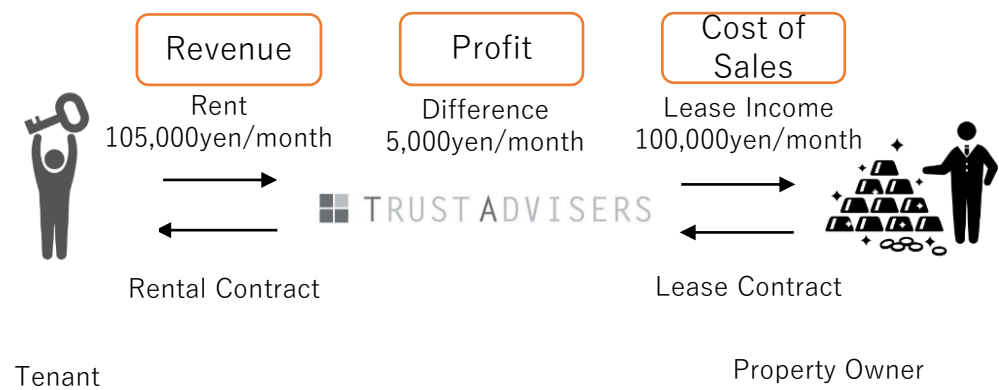 Revenue
Profit
Cost of
Sales
Rent
105,000yen/month
Difference
5,000yen/month
Lease Income
100,000yen/month
TRUST ADVISERS
Rental Contract
Lease Contract
Tenant
Property Owner